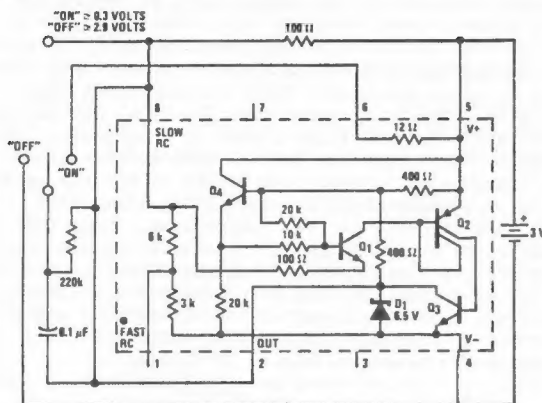 "ON" ≥ 0.3 VOLTS
"OFF" > 2.9 VOLTS
100 Ω
8
7
6
5
SLOW
RC
12 Ω
V+
"OFF"
"ON"
Q4
400 Ω
20 k
10 k
Q1
Q2
+
3 V
6 k
100 Ω
400 Ω
220k
3 k
20 k
D1
6.5 V
Q3
0.1 μF
FAST
RC
OUT
V−
1
2
3
4